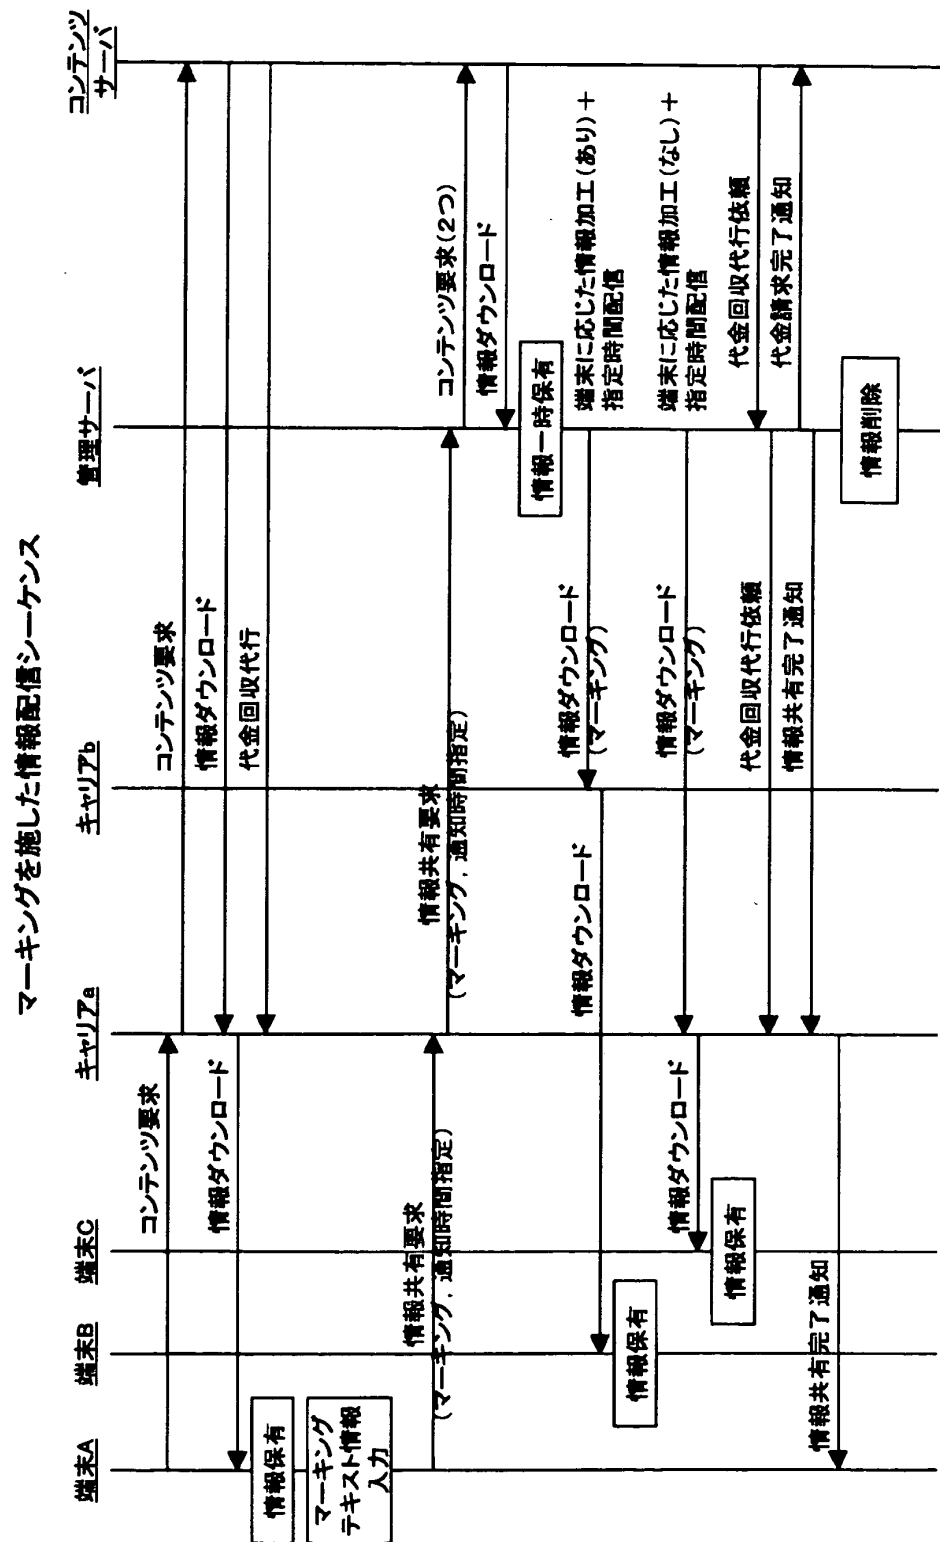 マーキングを施した情報配信シーケンス
端末A
端末B
端末C
キャリアa
キャリアb
管理サーバ
コンテンツ
サーバ
コンテンツ要求
コンテンツ要求
情報ダウンロード
情報ダウンロード
代金回収代行
情報保有
マーキング
テキスト情報
入力
情報共有要求
(マーキング, 通知時間指定)
情報共有要求
(マーキング, 通知時間指定)
コンテンツ要求(2つ)
情報ダウンロード
情報一時保有
端末に応じた情報加工(あり)+
指定時間配信
情報ダウンロード
(マーキング)
情報ダウンロード
情報保有
端末に応じた情報加工(なし)+
指定時間配信
情報ダウンロード
(マーキング)
情報ダウンロード
情報保有
代金回収代行依頼
代金回収代行依頼
代金請求完了通知
情報共有完了通知
情報共有完了通知
情報削除